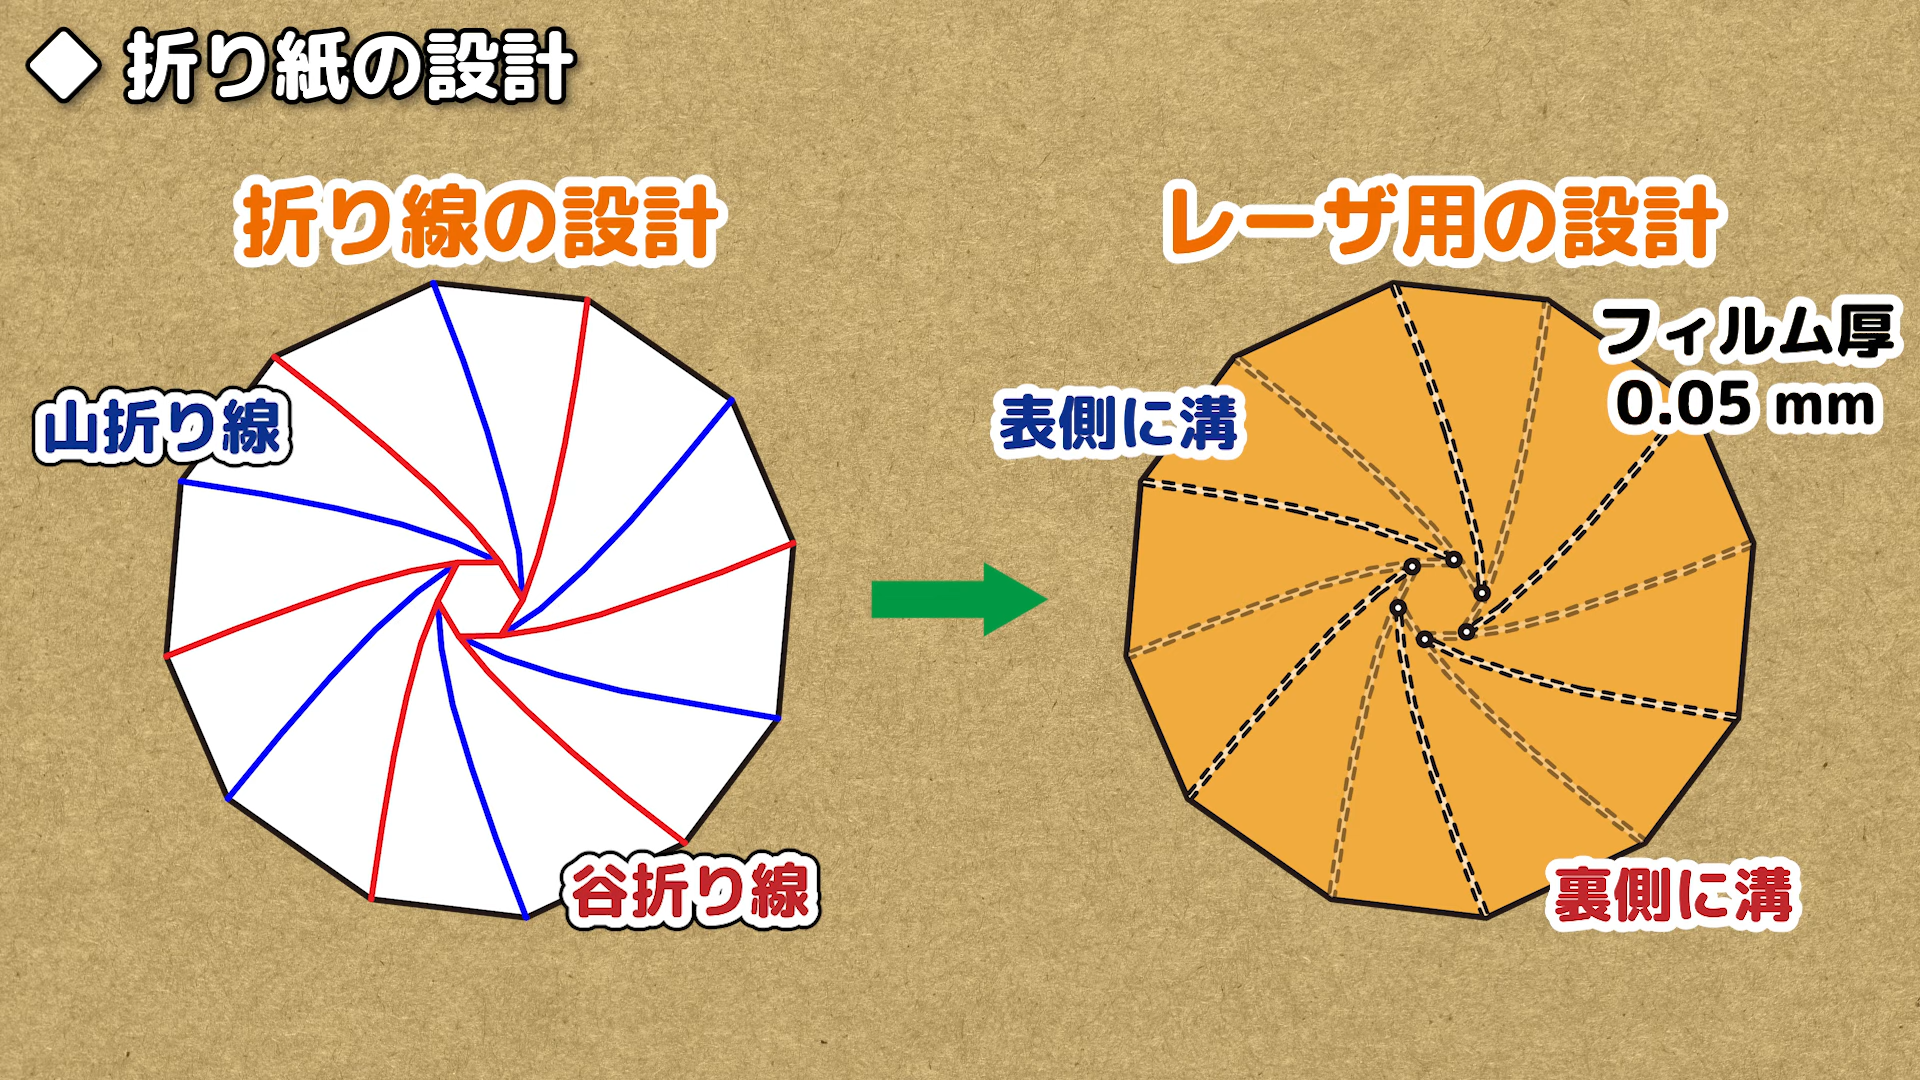 ◆ 折り紙の設計
折り線の設計
山折り線
谷折り線
レーザ用の設計
フィルム厚
0.05 mm
表側に溝
裏側に溝